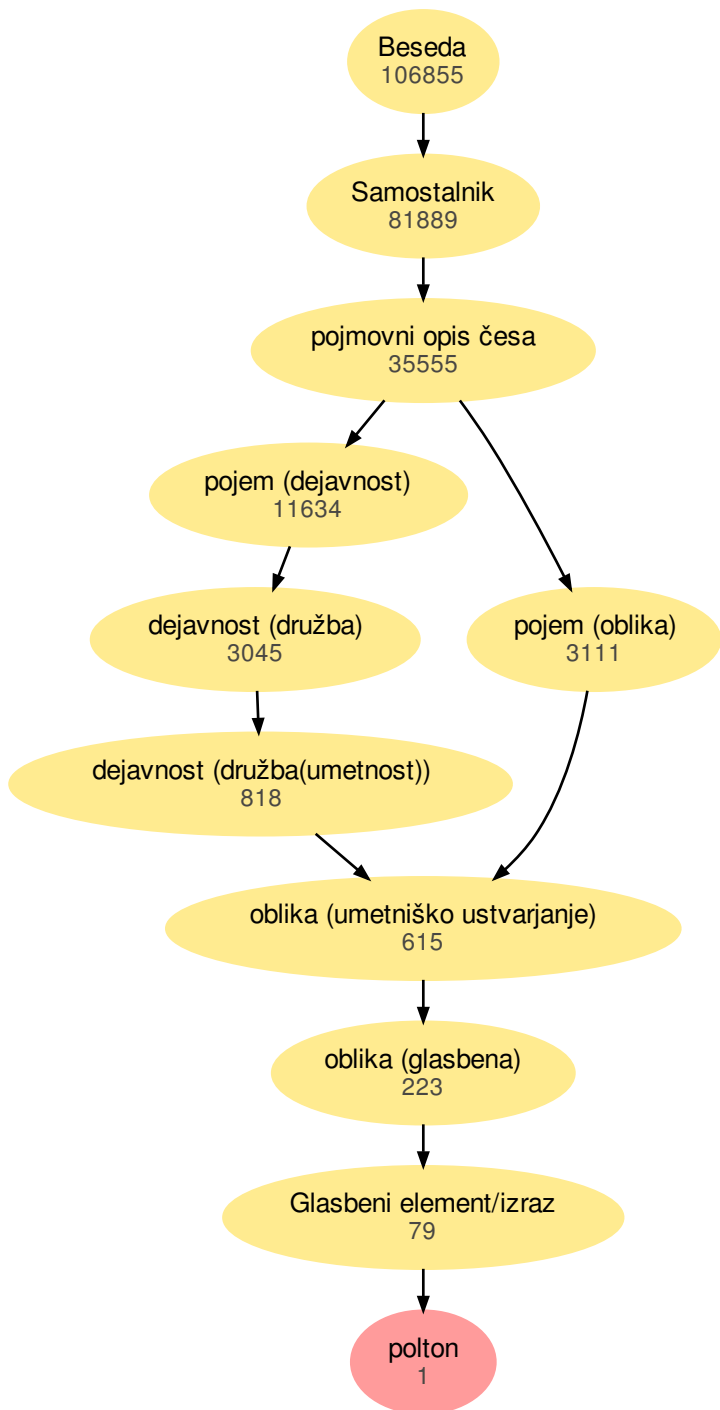 Beseda
106855
Samostalnik
81889
pojmovni opis česa
35555
pojem (dejavnost)
11634
dejavnost (družba)
3045
pojem (oblika)
3111
dejavnost (družba(umetnost))
818
oblika (umetniško ustvarjanje)
615
oblika (glasbena)
223
Glasbeni element/izraz
79
polton
1